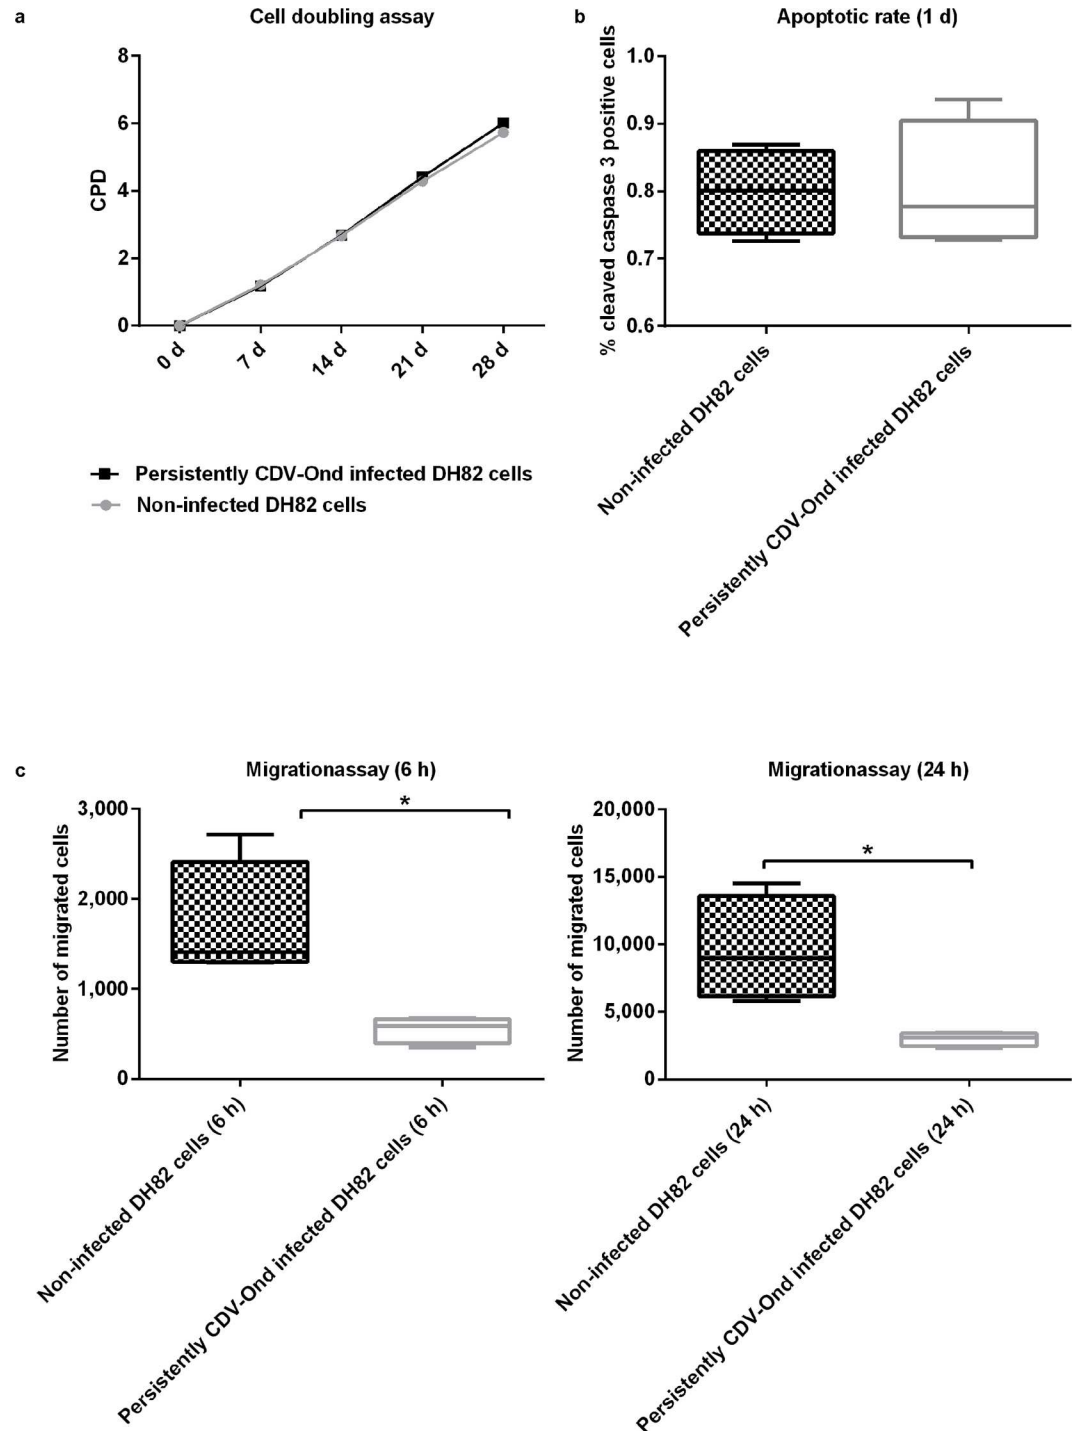 a
Cell doubling assay
8
6
4
2
0
CPD
0 d
7 d
14 d
21 d
28 d
Persistently CDV-Ond infected DH82 cells
Non-infected DH82 cells
b
Apoptotic rate (1 d)
% cleaved caspase 3 positive cells
1.0
0.9
0.8
0.7
0.6
Non-infected DH82 cells
Persistently CDV-Ond infected DH82 cells
c
Migrationassay (6 h)
Number of migrated cells
3,000
2,000
1,000
0
*
Non-infected DH82 cells (6 h)
Persistently CDV-Ond infected DH82 cells (6 h)
Migrationassay (24 h)
Number of migrated cells
20,000
15,000
10,000
5,000
0
*
Non-infected DH82 cells (24 h)
Persistently CDV-Ond infected DH82 cells (24 h)